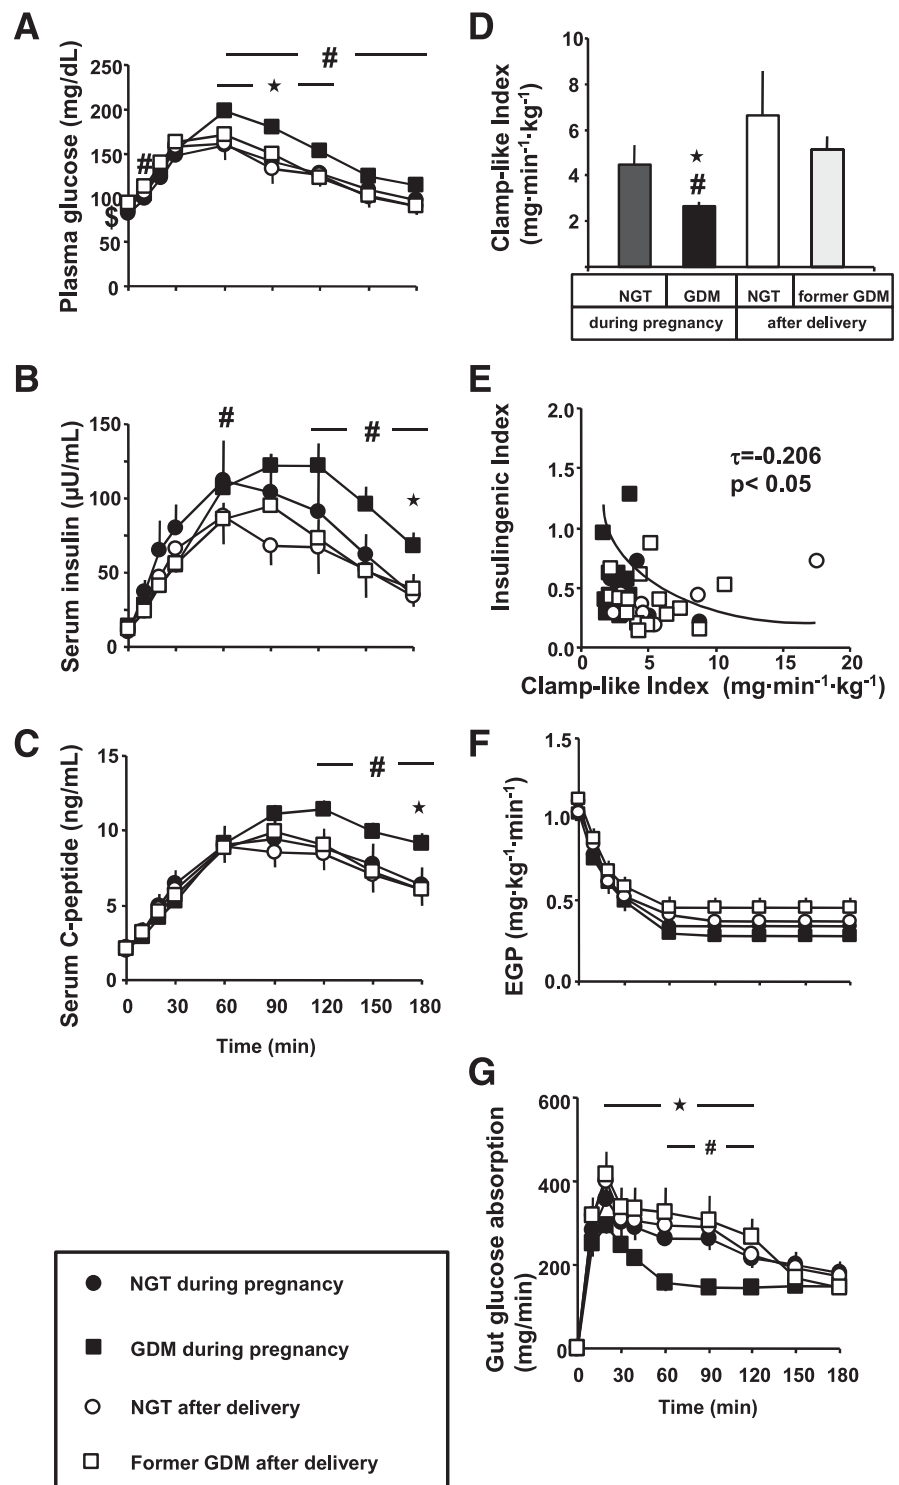 A
Plasma glucose (mg/dL)
250
200
150
100
50
0
#
★
#
$
B
Serum insulin (µU/mL)
150
100
50
0
#
#
★
C
Serum C-peptide (ng/mL)
15
10
5
0
#
★
0 30 60 90 120 150 180
Time (min)
NGT during pregnancy
GDM during pregnancy
NGT after delivery
Former GDM after delivery
D
Clamp-like Index
(mg·min⁻¹·kg⁻¹)
10
8
6
4
2
★
#
NGT GDM NGT former GDM
during pregnancy after delivery
E
Insulingenic Index
2.0
1.5
1.0
0.5
0.0
τ=-0.206
p< 0.05
0 5 10 15 20
Clamp-like Index (mg·min⁻¹·kg⁻¹)
F
EGP (mg·kg⁻¹·min⁻¹)
1.5
1.0
0.5
0.0
G
Gut glucose absorption
(mg/min)
600
400
200
0
★
#
0 30 60 90 120 150 180
Time (min)